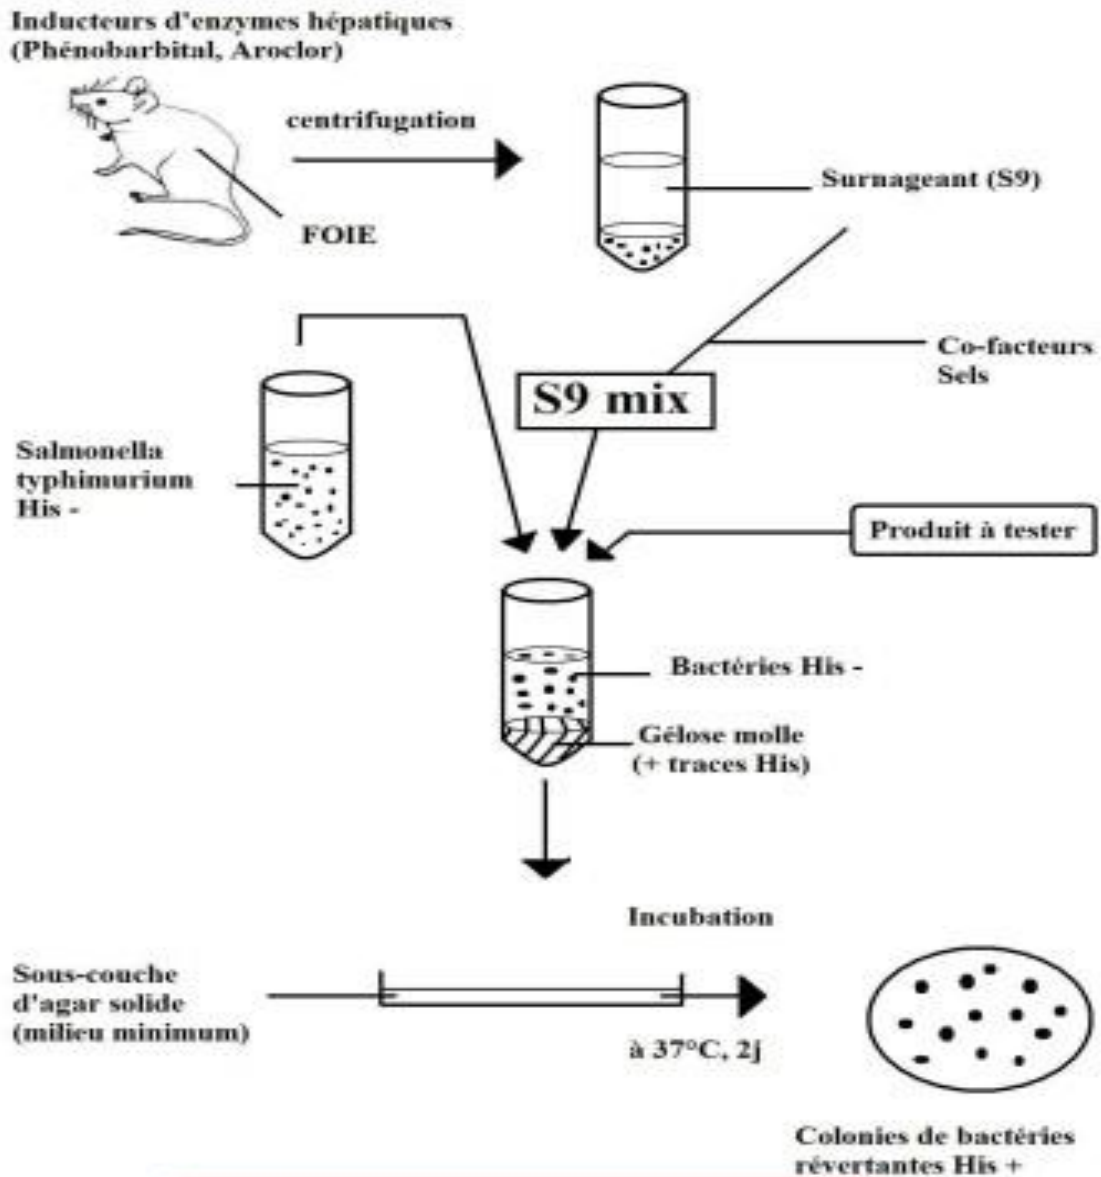 Inducteurs d'enzymes hépatiques
(Phénobarbital, Aroclor)
centrifugation
Surnageant (S9)
FOIE
Co-facteurs
Sels
S9 mix
Salmonella
typhimurium
His -
Produit à tester
Bactéries His -
Gélose molle
(+ traces His)
Incubation
Sous-couche
d'agar solide
(milieu minimum)
à 37°C, 2j
Colonies de bactéries
révertantes His +